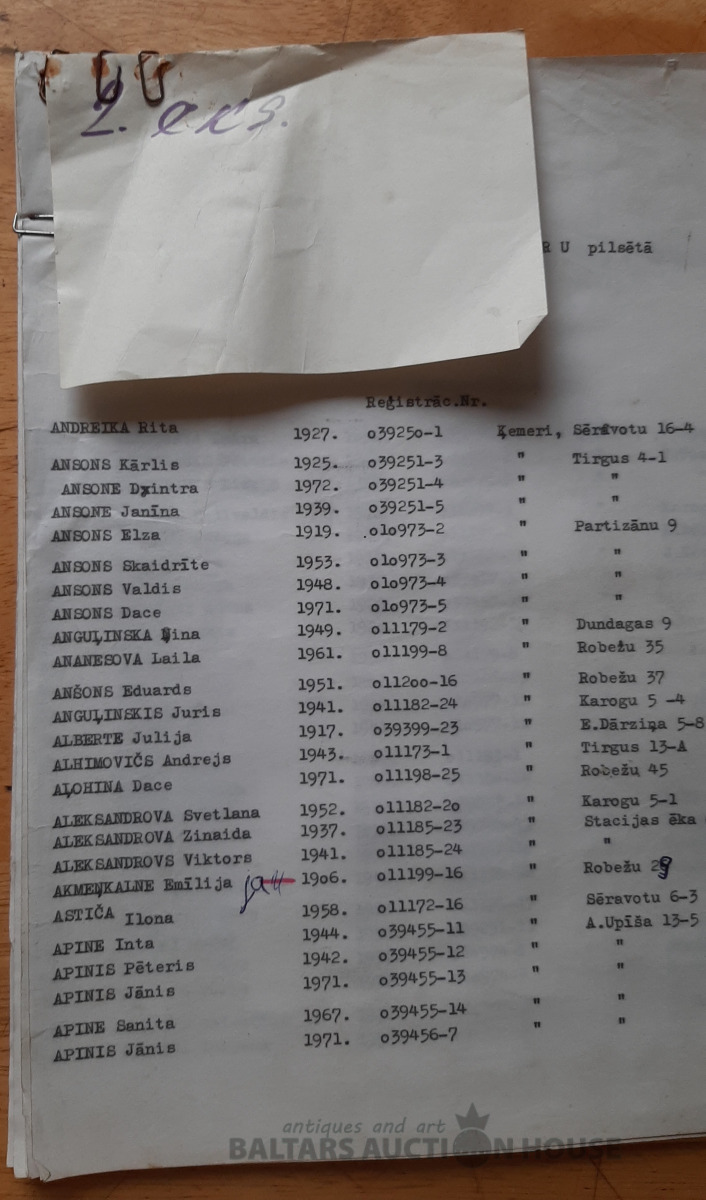 2. eks.
R U pilsētā
Reģistrāc.Nr.
ANDREIKA Rita 1927. o3925o-1 Ķemeri, Sēravotu 16-4
ANSONS Kārlis 1925. o39251-3 " Tirgus 4-1
ANSONE Dzintra 1972. o39251-4 " "
ANSONE Janīna 1939. o39251-5 " "
ANSONS Elza 1919. o1o973-2 " Partizānu 9
ANSONS Skaidrīte 1953. o1o973-3 " "
ANSONS Valdis 1948. o1o973-4 " "
ANSONS Dace 1971. o1o973-5 " "
ANGUĻINSKA Ņina 1949. o11179-2 " Dundagas 9
ANANESOVA Laila 1961. o11199-8 " Robežu 35
ANŠONS Eduards 1951. o112oo-16 " Robežu 37
ANGUĻINSKIS Juris 1941. o11182-24 " Karogu 5 -4
ALBERTE Julija 1917. o39399-23 " E.Dārziņa 5-8
ALHIMOVIČS Andrejs 1943. o11173-1 " Tirgus 13-A
AĻOHINA Dace 1971. o11198-25 " Robežu 45
ALEKSANDROVA Svetlana 1952. o11182-2o " Karogu 5-1
ALEKSANDROVA Zinaida 1937. o11185-23 " Stacijas ēka
ALEKSANDROVS Viktors 1941. o11185-24 " "
AKMEŅKALNE Emīlija jau 19o6. o11199-16 " Robežu 29
ASTIČA Ilona 1958. o11172-16 " Sēravotu 6-3
APINE Inta 1944. o39455-11 " A.Upīša 13-5
APINIS Pēteris 1942. o39455-12 " "
APINIS Jānis 1971. o39455-13 " "
APINE Sanita 1967. o39455-14 " "
APINIS Jānis 1971. o39456-7 " "
antiques and art
BALTARS AUCTION HOUSE